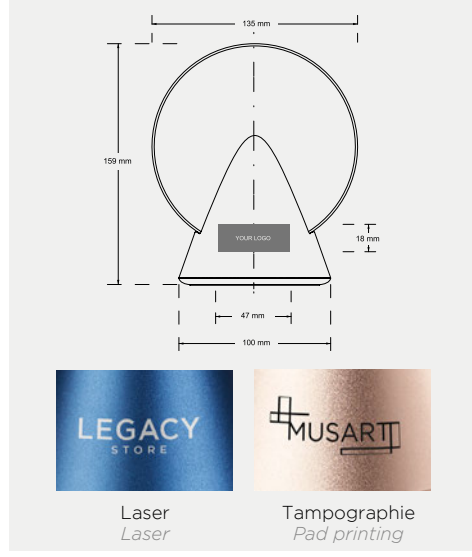 135 mm
159 mm
YOUR LOGO
18 mm
47 mm
100 mm
LEGACY
STORE
MUSART
Laser
Laser
Tampographie
Pad printing